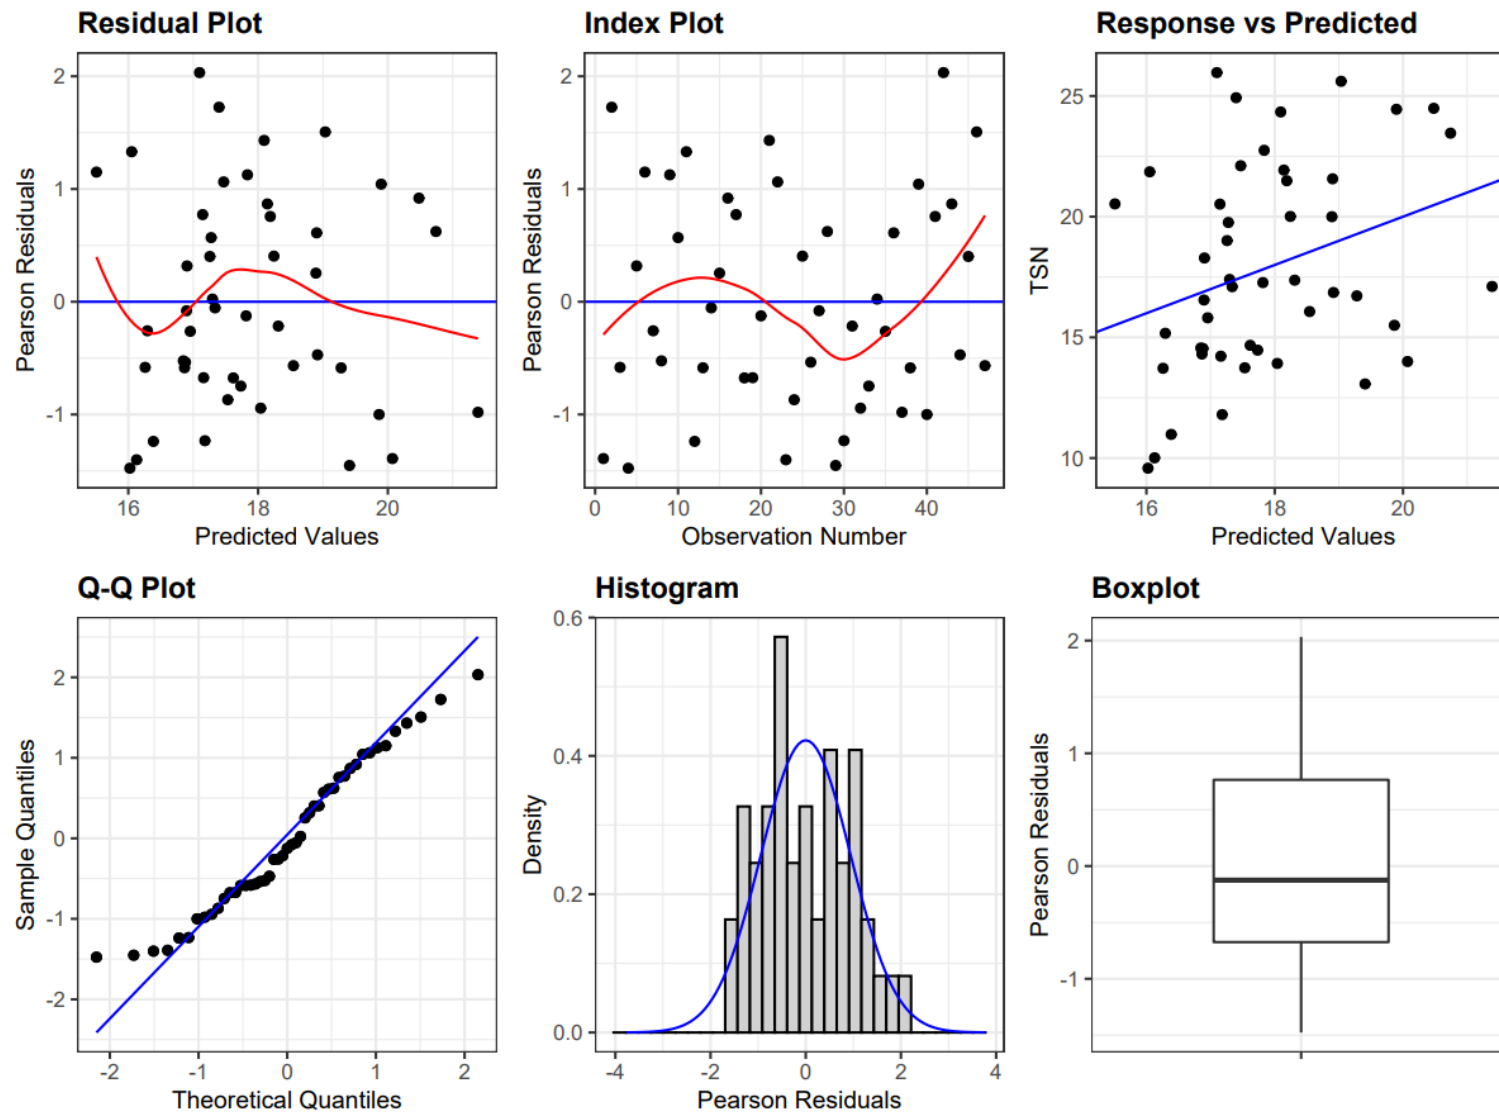 Residual Plot
Pearson Residuals
2
1
0
-1
16 18 20
Predicted Values
Index Plot
Pearson Residuals
2
1
0
-1
0 10 20 30 40
Observation Number
Response vs Predicted
TSN
25
20
15
10
16 18 20
Predicted Values
Q-Q Plot
Sample Quantiles
2
1
0
-1
-2
-2 -1 0 1 2
Theoretical Quantiles
Histogram
Density
0.6
0.4
0.2
0.0
-4 -2 0 2 4
Pearson Residuals
Boxplot
Pearson Residuals
2
1
0
-1